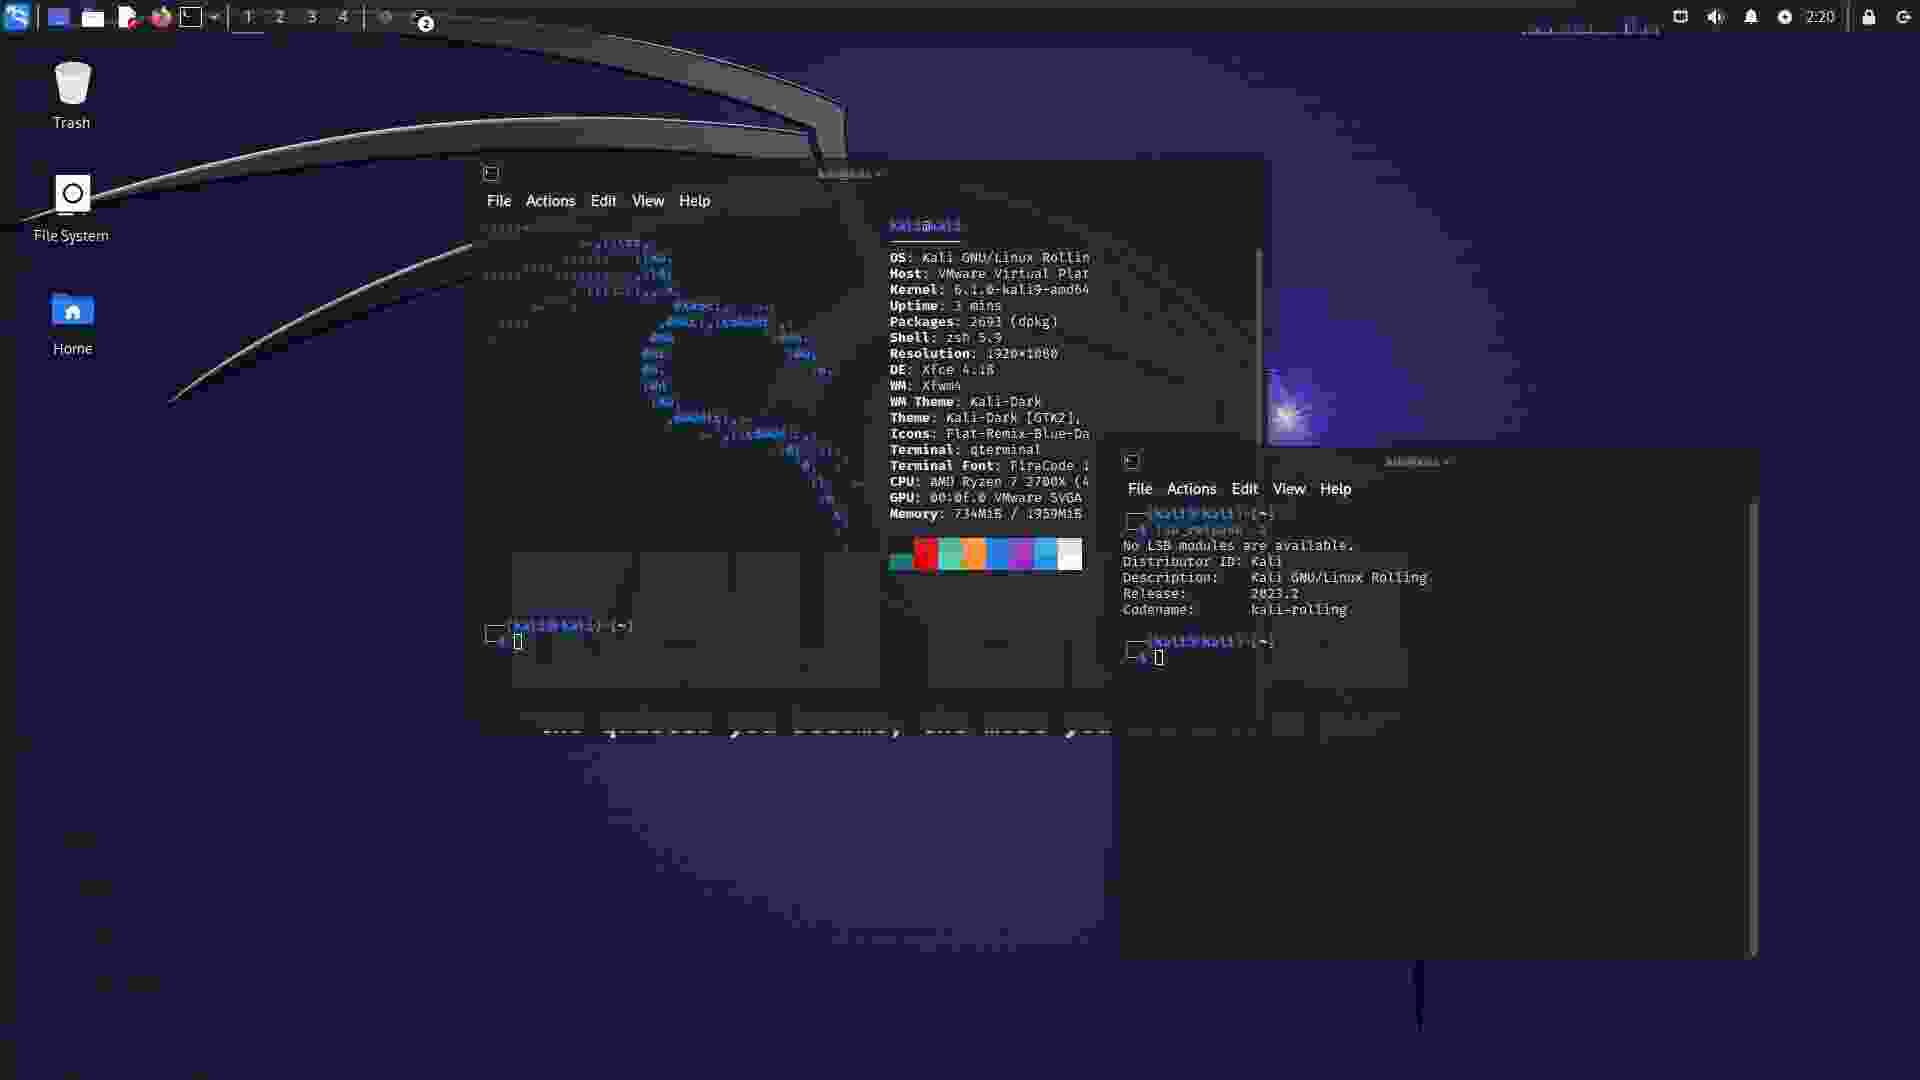 1 2 3 4
2
2:20
Trash
File System
Home
File Actions Edit View Help
kali@kali
OS: Kali GNU/Linux Rollin
Host: VMware Virtual Plat
Kernel: 6.1.0-kali9-amd64
Uptime: 3 mins
Packages: 2693 (dpkg)
Shell: zsh 5.9
Resolution: 1920x1080
DE: Xfce 4.18
WM: Xfwm4
WM Theme: Kali-Dark
Theme: Kali-Dark [GTK2],
Icons: Flat-Remix-Blue-Da
Terminal: qterminal
Terminal Font: FiraCode
CPU: AMD Ryzen 7 2700X (4
GPU: 00:0f.0 VMware SVGA
Memory: 734MiB / 1959MiB
(kali㉿kali)-[~]
$
File Actions Edit View Help
(kali㉿kali)-[~]
$ lsb_release -a
No LSB modules are available.
Distributor ID: Kali
Description: Kali GNU/Linux Rolling
Release: 2023.2
Codename: kali-rolling
(kali㉿kali)-[~]
$